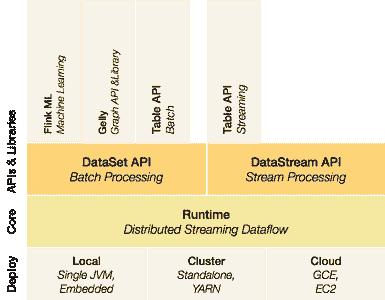 Flink ML
Machine Learning
Gelly
Graph API &Library
Table API
Batch
Table API
Streaming
APIs & Libraries
DataSet API
Batch Processing
DataStream API
Stream Processing
Core
Runtime
Distributed Streaming Dataflow
Deploy
Local
Single JVM,
Embedded
Cluster
Standalone,
YARN
Cloud
GCE,
EC2